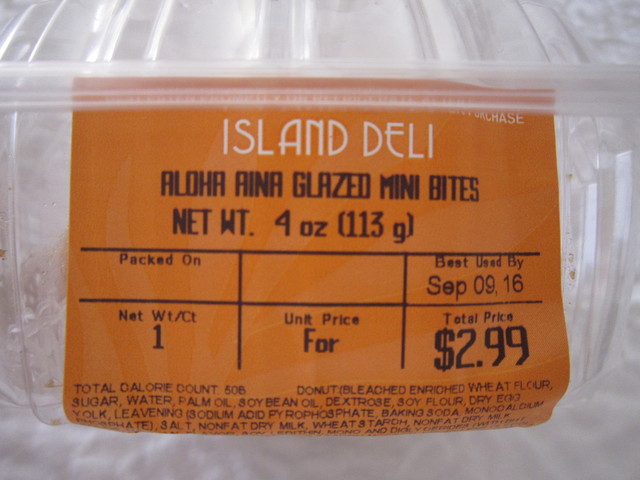 PURCHASE
ISLAND DELI
ALOHA AINA GLAZED MINI BITES
NET WT. 4 oz (113 g)
Packed On
Best Used By
Sep 09, 16
Net Wt/Ct
1
Unit Price
For
Total Price
$2.99
TOTAL CALORIE COUNT: 508 DONUT:(BLEACHED ENRICHED WHEAT FLOUR,
SUGAR, WATER, PALM OIL, SOYBEAN OIL, DEXTROSE, SOY FLOUR, DRY EGG
YOLK, LEAVENING (SODIUM ACID PYROPHOSPHATE, BAKING SODA, MONOCALCIUM
PHOSPHATE), SALT, NONFAT DRY MILK, WHEAT STARCH, NONFAT DRY MILK
MONO AND DIGLYCERIDES